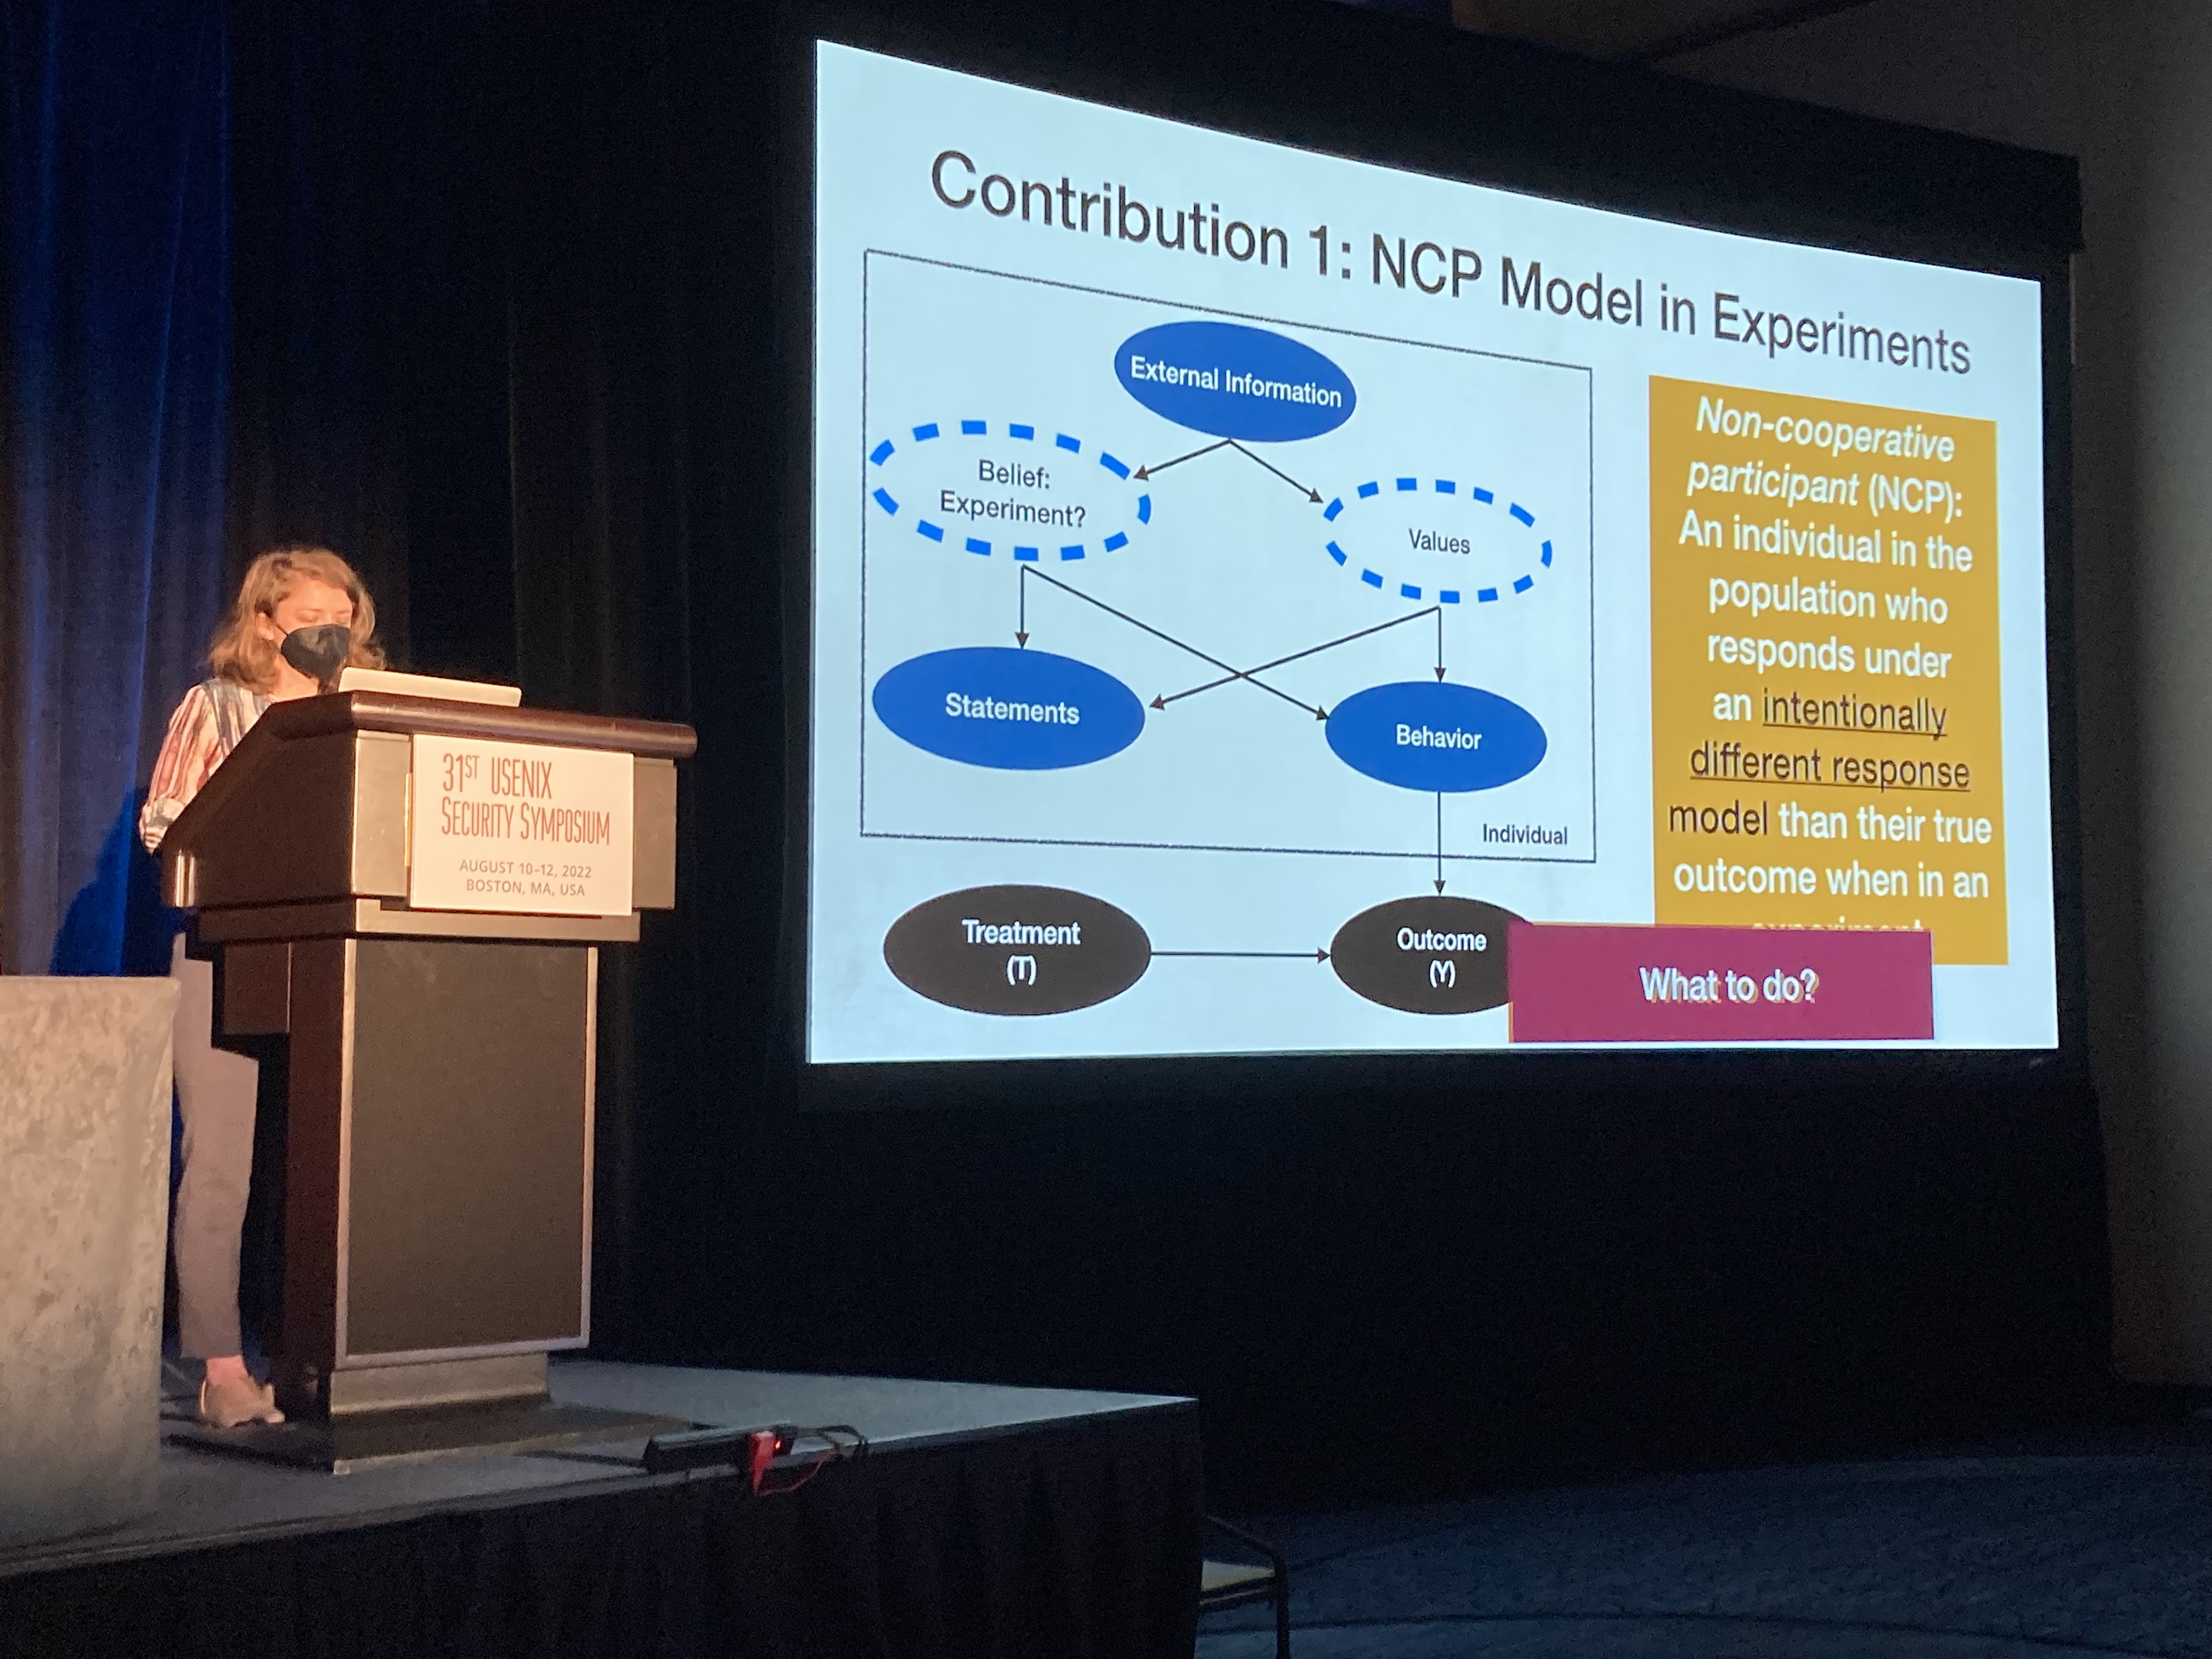 Contribution 1: NCP Model in Experiments
External Information
Belief:
Experiment?
Values
Statements
Behavior
Individual
Treatment
(T)
Outcome
(Y)
Non-cooperative
participant (NCP):
An individual in the
population who
responds under
an intentionally
different response
model than their true
outcome when in an
experiment
What to do?
31ST USENIX
SECURITY SYMPOSIUM
AUGUST 10–12, 2022
BOSTON, MA, USA